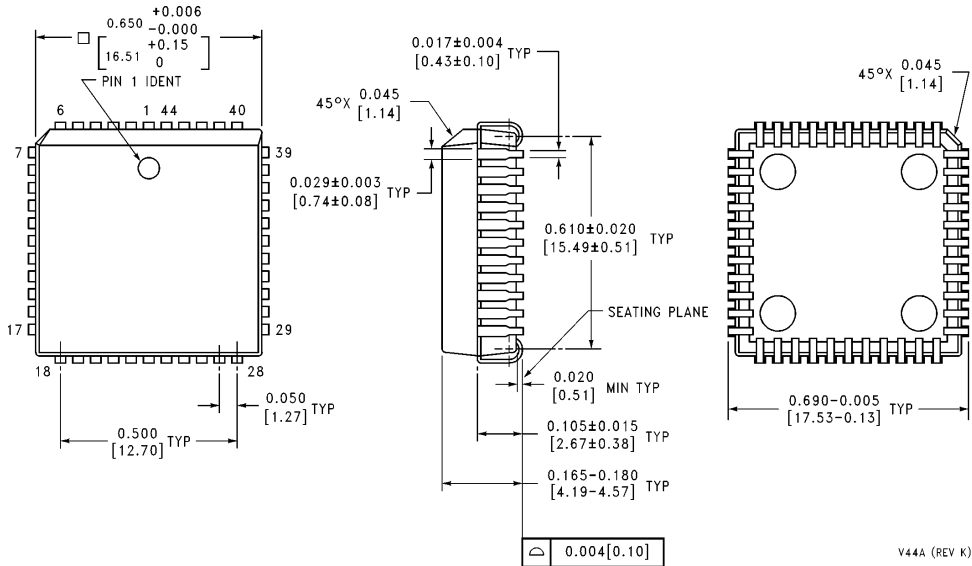 0.650 +0.006 -0.000
[16.51 +0.15 0]
PIN 1 IDENT
6 1 44 40
7 39
17 29
18 28
0.050 [1.27] TYP
0.500 [12.70] TYP
0.017±0.004 [0.43±0.10] TYP
45°X 0.045 [1.14]
0.029±0.003 [0.74±0.08] TYP
0.610±0.020 [15.49±0.51] TYP
SEATING PLANE
0.020 [0.51] MIN TYP
0.105±0.015 [2.67±0.38] TYP
0.165-0.180 [4.19-4.57] TYP
0.004[0.10]
45°X 0.045 [1.14]
0.690-0.005 [17.53-0.13] TYP
V44A (REV K)